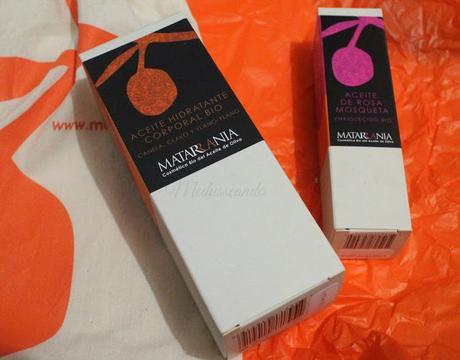 www.m
ACEITE HIDRATANTE
CORPORAL BIO
CANELA, CLAVO Y YLANG-YLANG
MATARRANIA
Cosmética Bio del Aceite de Oliva
Medusseando
ACEITE
DE ROSA
MOSQUETA
ENRIQUECIDO BIO
MATARRANIA
Cosmética Bio del Aceite de Oliva